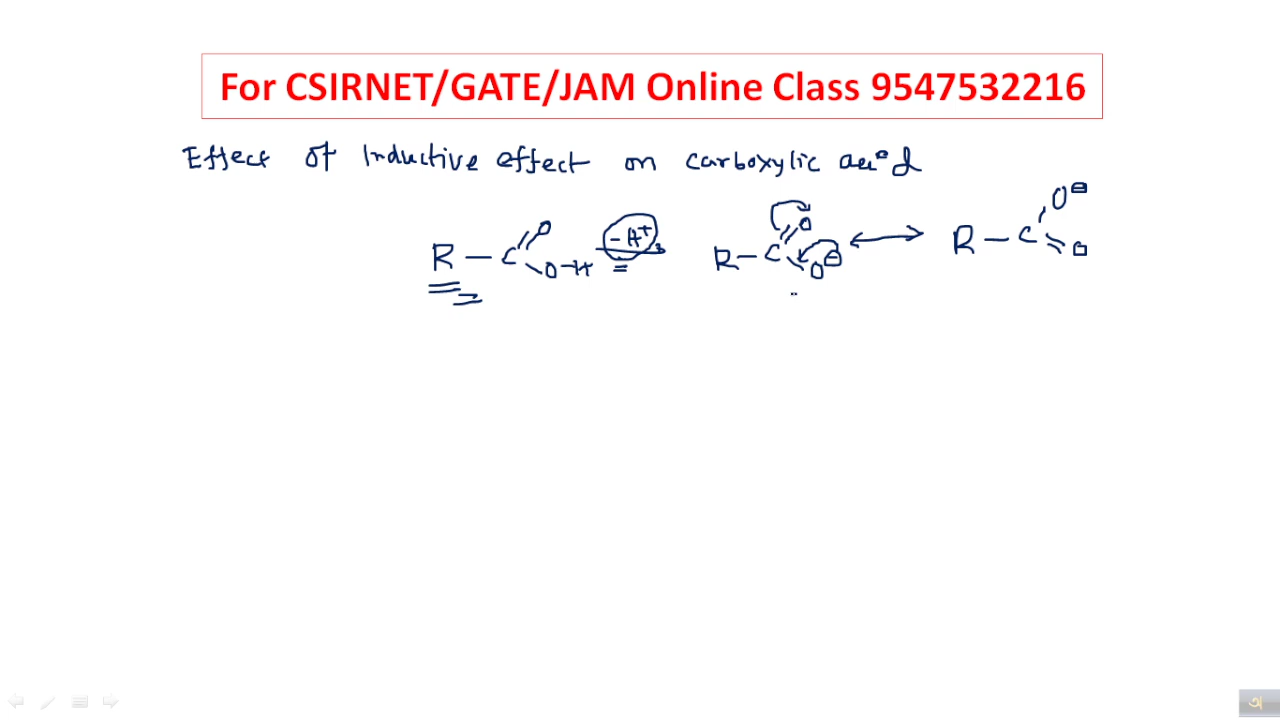 For CSIRNET/GATE/JAM Online Class 9547532216
Effect of Inductive effect on carboxylic acid
R — C O O—H -H⁺ R — C O O⊖ ⟷ R — C O⊖ O
অ